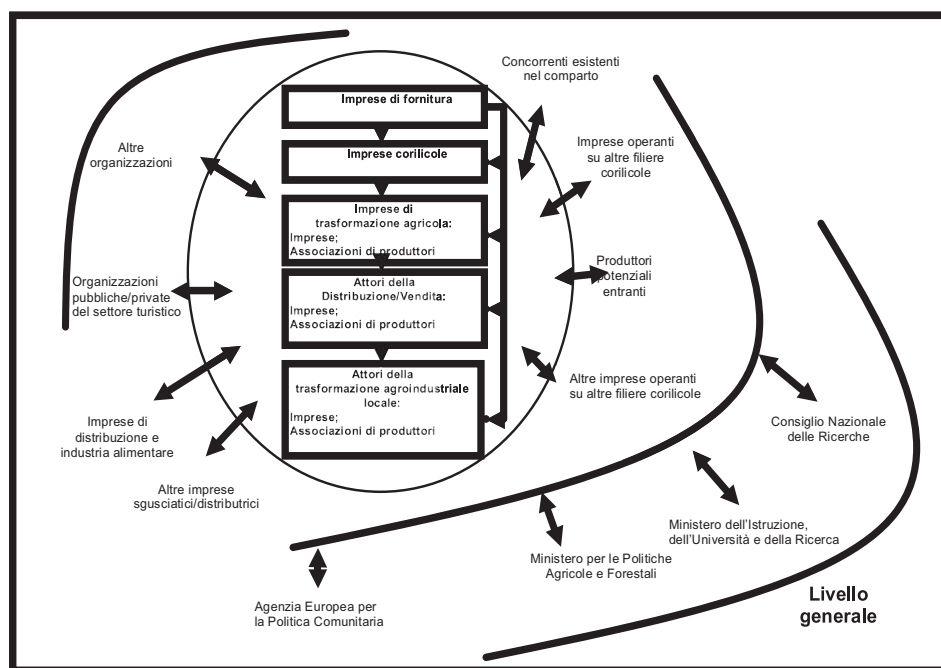 Imprese di fornitura
Imprese corilicole
Imprese di
trasformazione agricola:
Imprese;
Associazioni di produttori
Attori della
Distribuzione/Vendita:
Imprese;
Associazioni di produttori
Attori della
trasformazione agroindustriale
locale:
Imprese;
Associazioni di produttori
Altre
organizzazioni
Organizzazioni
pubbliche/private
del settore turistico
Imprese di
distribuzione e
industria alimentare
Altre imprese
sgusciatici/distributrici
Concorrenti esistenti
nel comparto
Imprese operanti
su altre filiere
corilicole
Produttori
potenziali
entranti
Altre imprese operanti
su altre filiere corilicole
Consiglio Nazionale
delle Ricerche
Ministero dell'Istruzione,
dell'Università e della Ricerca
Ministero per le Politiche
Agricole e Forestali
Agenzia Europea per
la Politica Comunitaria
Livello
generale